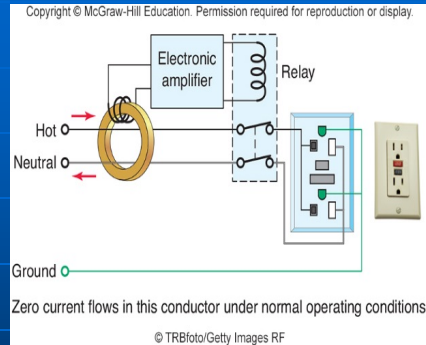 Copyright © McGraw-Hill Education. Permission required for reproduction or display.
Electronic
amplifier
Relay
Hot
Neutral
Ground
Zero current flows in this conductor under normal operating conditions
© TRBfoto/Getty Images RF